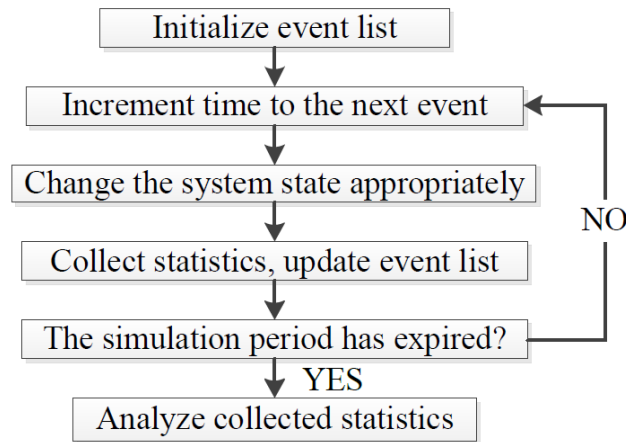 Initialize event list
Increment time to the next event
Change the system state appropriately
NO
Collect statistics, update event list
The simulation period has expired?
YES
Analyze collected statistics